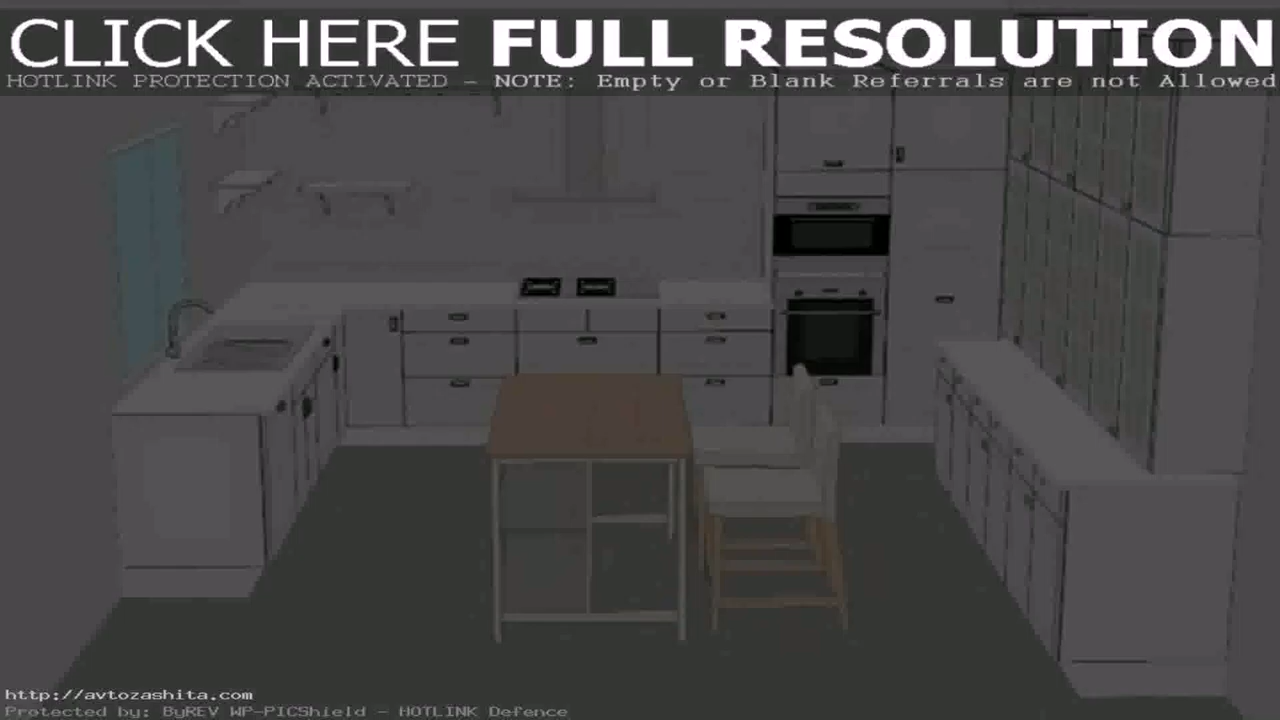 CLICK HERE FULL RESOLUTION
HOTLINK PROTECTION ACTIVATED - NOTE: Empty or Blank Referrals are not Allowed
http://avtozashita.com
Protected by: ByREV WP-PICShield - HOTLINK Defence